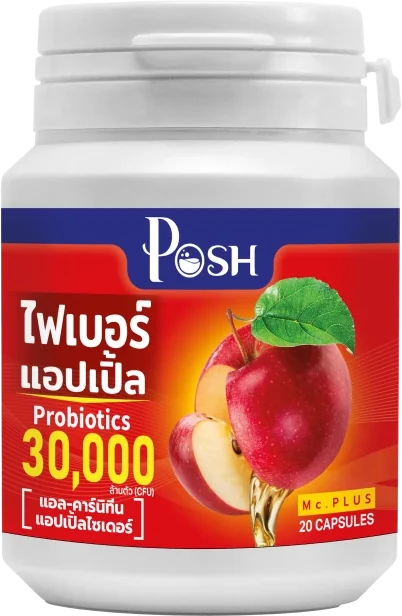 POSH
ไฟเบอร์
แอปเปิ้ล
Probiotics
30,000
ล้านตัว (CFU)
แอล-คาร์นิทีน
แอปเปิ้ลไซเดอร์
Mc.PLUS
20 CAPSULES